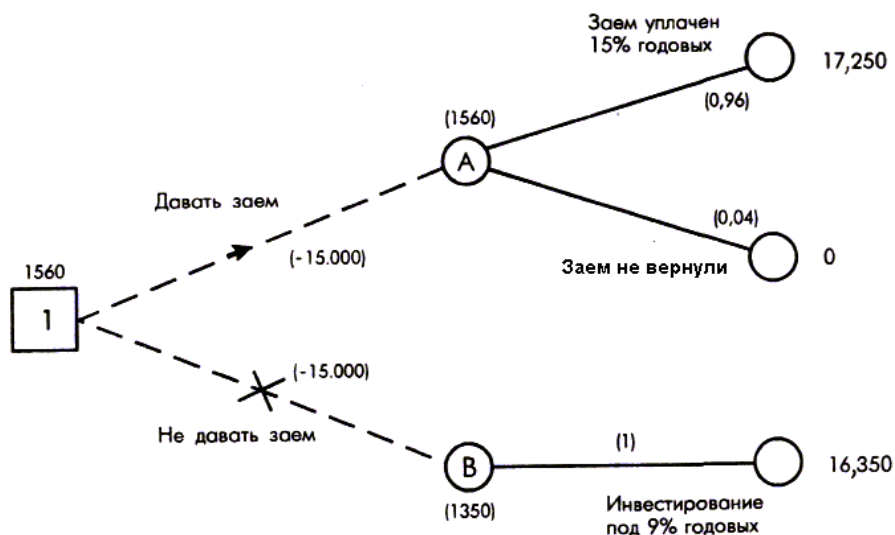 Заем уплачен
15% годовых
17,250
(0,96)
(1560)
А
Давать заем
(0,04)
(-15.000)
Заем не вернули
0
1560
1
(-15.000)
Не давать заем
(1)
В
16,350
(1350)
Инвестирование
под 9% годовых